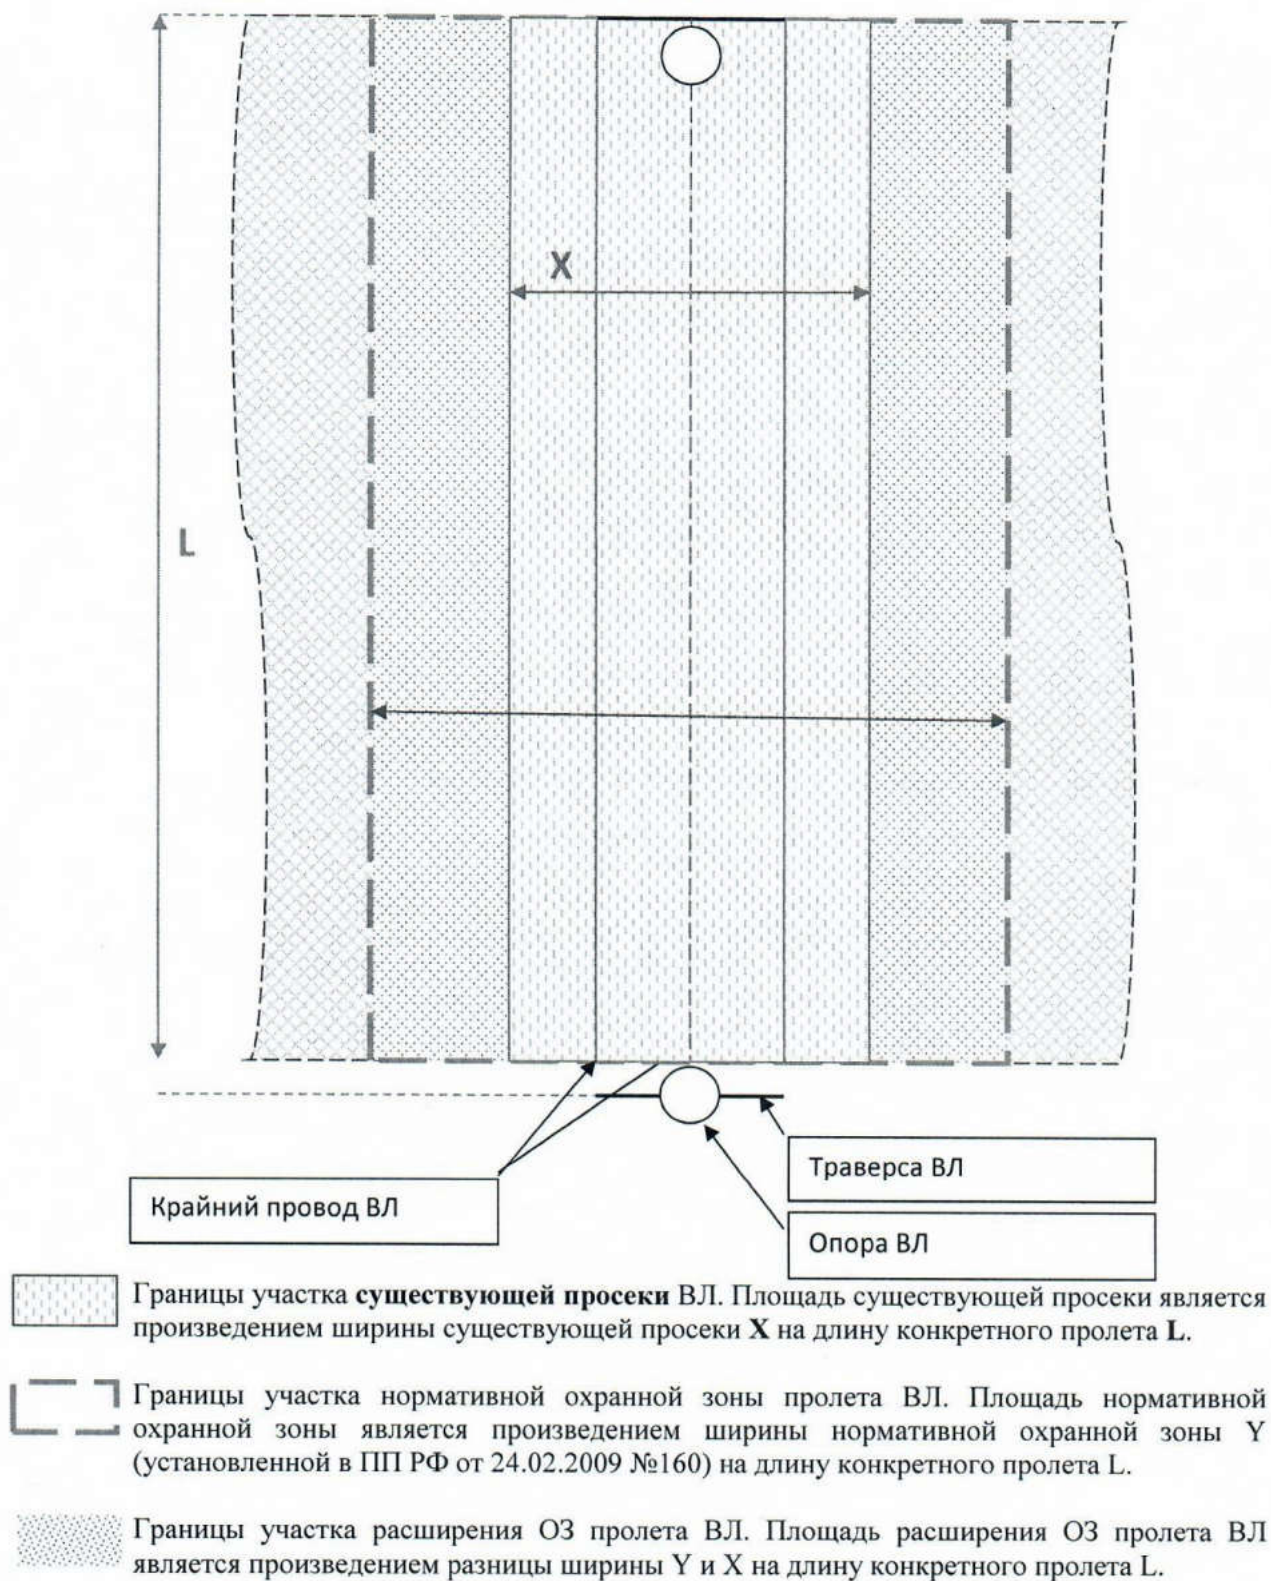 X
L
Крайний провод ВЛ
Траверса ВЛ
Опора ВЛ
Границы участка существующей просеки ВЛ. Площадь существующей просеки является
произведением ширины существующей просеки X на длину конкретного пролета L.
Границы участка нормативной охранной зоны пролета ВЛ. Площадь нормативной
охранной зоны является произведением ширины нормативной охранной зоны Y
(установленной в ПП РФ от 24.02.2009 №160) на длину конкретного пролета L.
Границы участка расширения ОЗ пролета ВЛ. Площадь расширения ОЗ пролета ВЛ
является произведением разницы ширины Y и X на длину конкретного пролета L.